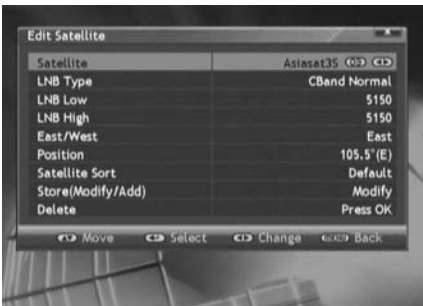 Edit Satellite
Satellite Asiasat3S
LNB Type CBand Normal
LNB Low 5150
LNB High 5150
East/West East
Position 105.5°(E)
Satellite Sort Default
Store(Modify/Add) Modify
Delete Press OK
Move Select Change Back